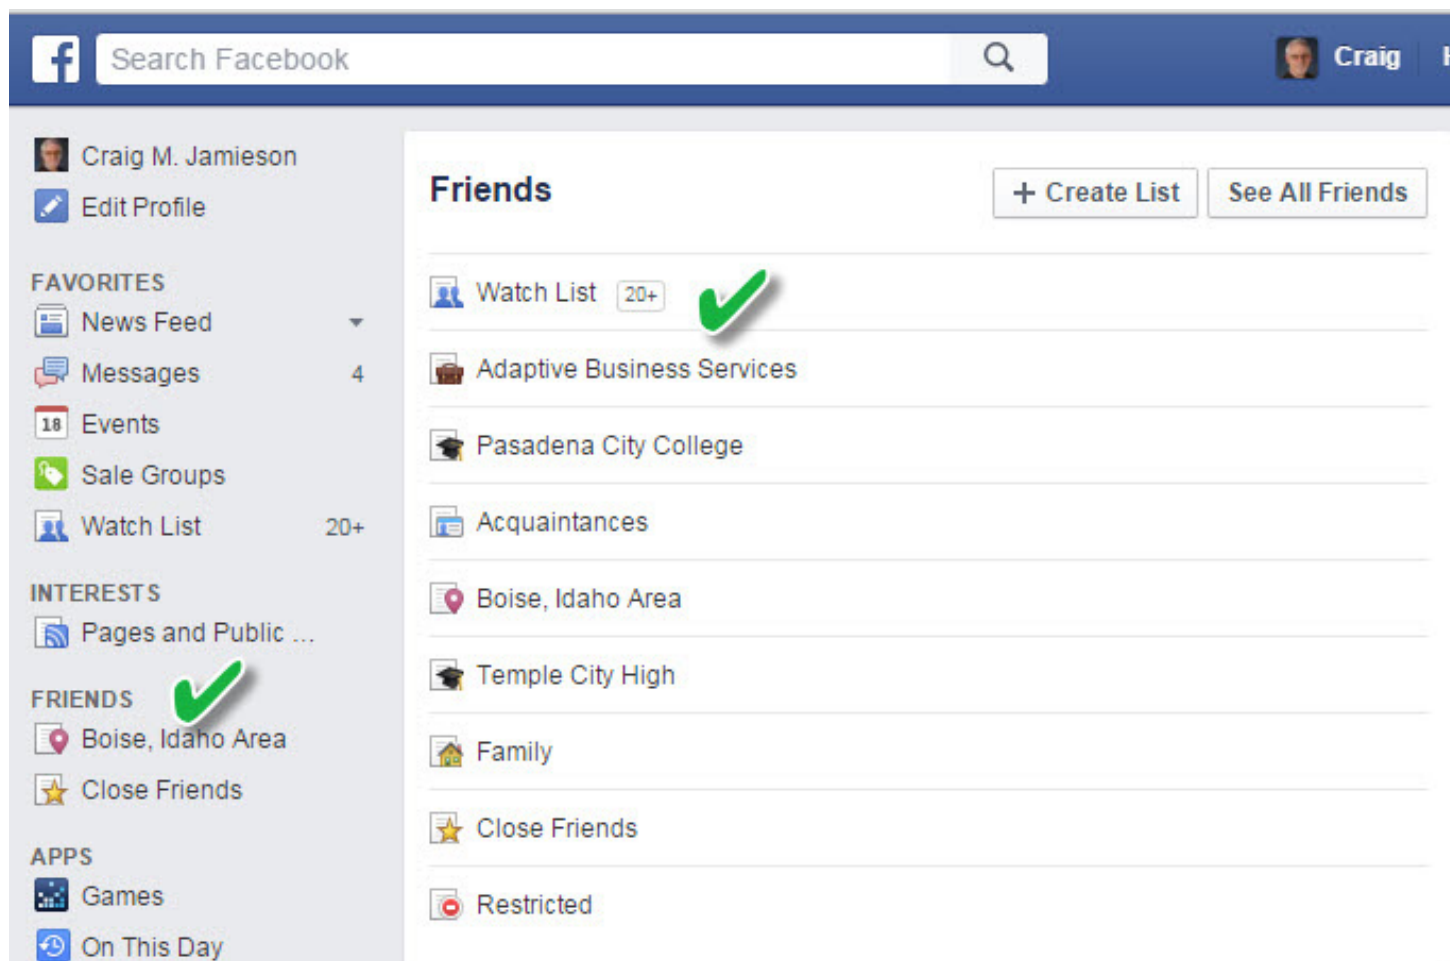 f
Search Facebook
Craig
Craig M. Jamieson
Edit Profile
FAVORITES
News Feed
Messages 4
18 Events
Sale Groups
Watch List 20+
INTERESTS
Pages and Public ...
FRIENDS
Boise, Idaho Area
Close Friends
APPS
Games
On This Day
Friends
+ Create List
See All Friends
Watch List 20+
Adaptive Business Services
Pasadena City College
Acquaintances
Boise, Idaho Area
Temple City High
Family
Close Friends
Restricted